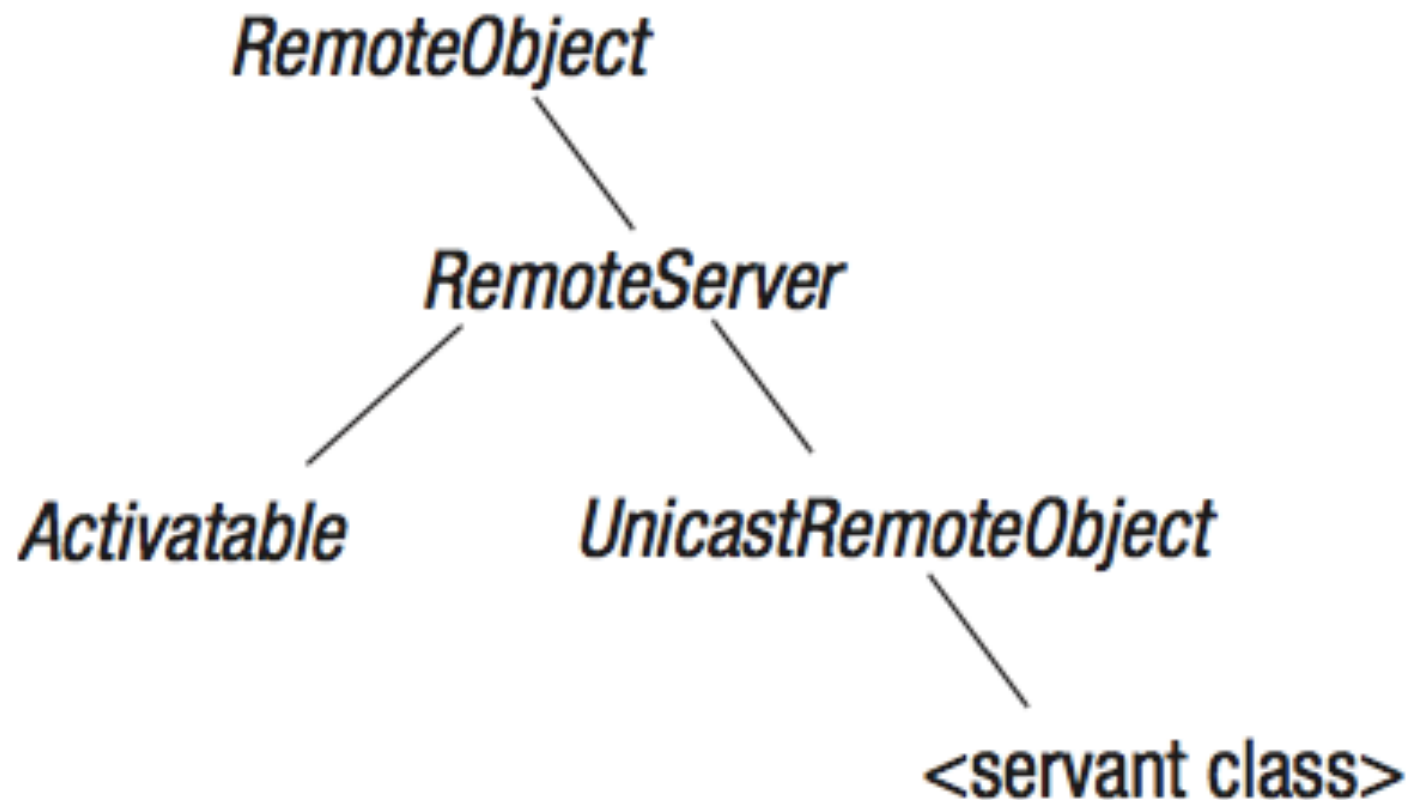 RemoteObject
RemoteServer
Activatable
UnicastRemoteObject
<servant class>